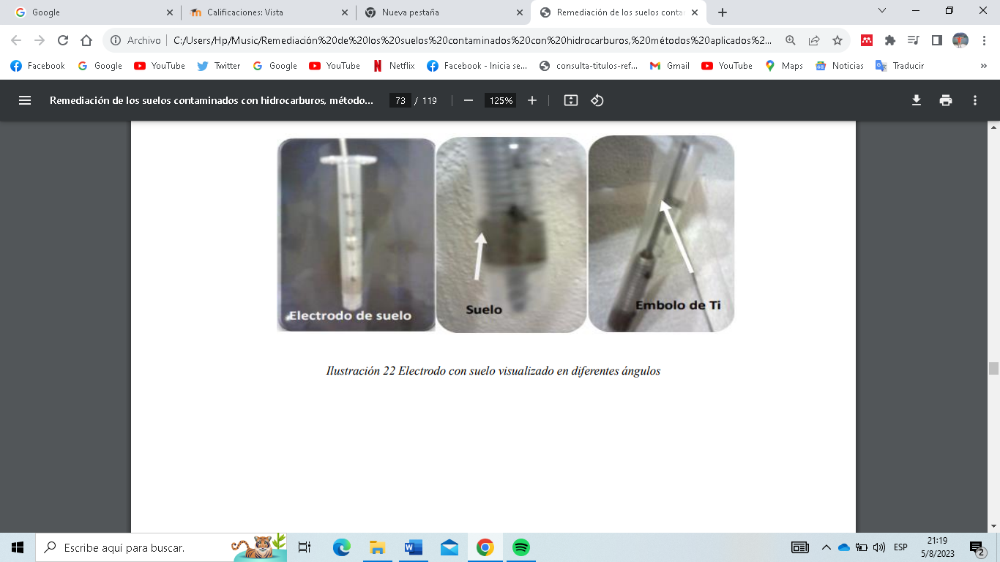 Google
Calificaciones: Vista
Nueva pestaña
Remediación de los suelos conta
Archivo
C:/Users/Hp/Music/Remediación%20de%20los%20suelos%20contaminados%20con%20hidrocarburos,%20métodos%20aplicados%2...
Facebook
Google
YouTube
Twitter
Google
YouTube
Netflix
Facebook - Inicia se...
consulta-titulos-ref...
Gmail
YouTube
Maps
Noticias
Traducir
»
Remediación de los suelos contaminados con hidrocarburos, método...
73 / 119
125%
Electrodo de suelo
Suelo
Embolo de Ti
Ilustración 22 Electrodo con suelo visualizado en diferentes ángulos
Escribe aquí para buscar.
ESP
21:19
5/8/2023
2